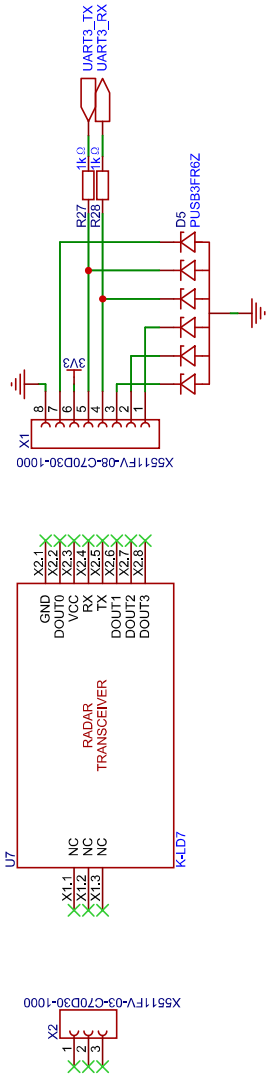 UART3_TX
UART3_RX
1kΩ
1kΩ
R27
R28
D5
PUSB3FR6Z
3V3
8
7
6
5
4
3
2
1
X1
X5511FV-08-C70D30-1000
X2.1
X2.2
X2.3
X2.4
X2.5
X2.6
X2.7
X2.8
GND
DOUT0
VCC
RX
TX
DOUT1
DOUT2
DOUT3
RADAR
TRANSCEIVER
NC
NC
NC
U7
K-LD7
X1.1
X1.2
X1.3
X5511FV-03-C70D30-1000
X2
1
2
3